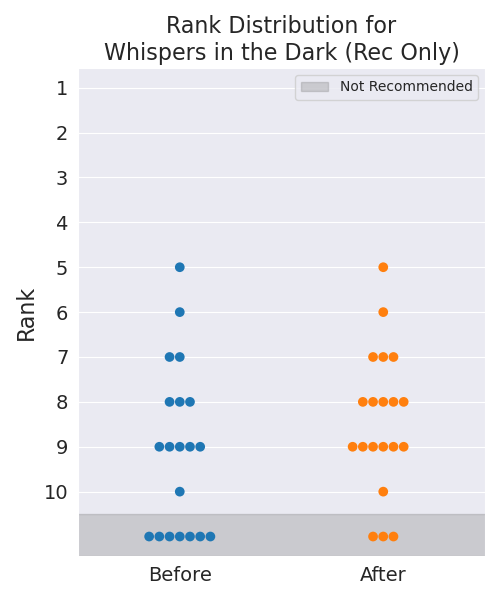 Rank Distribution for
Whispers in the Dark (Rec Only)
Not Recommended
1
2
3
4
5
6
7
8
9
10
Rank
Before
After